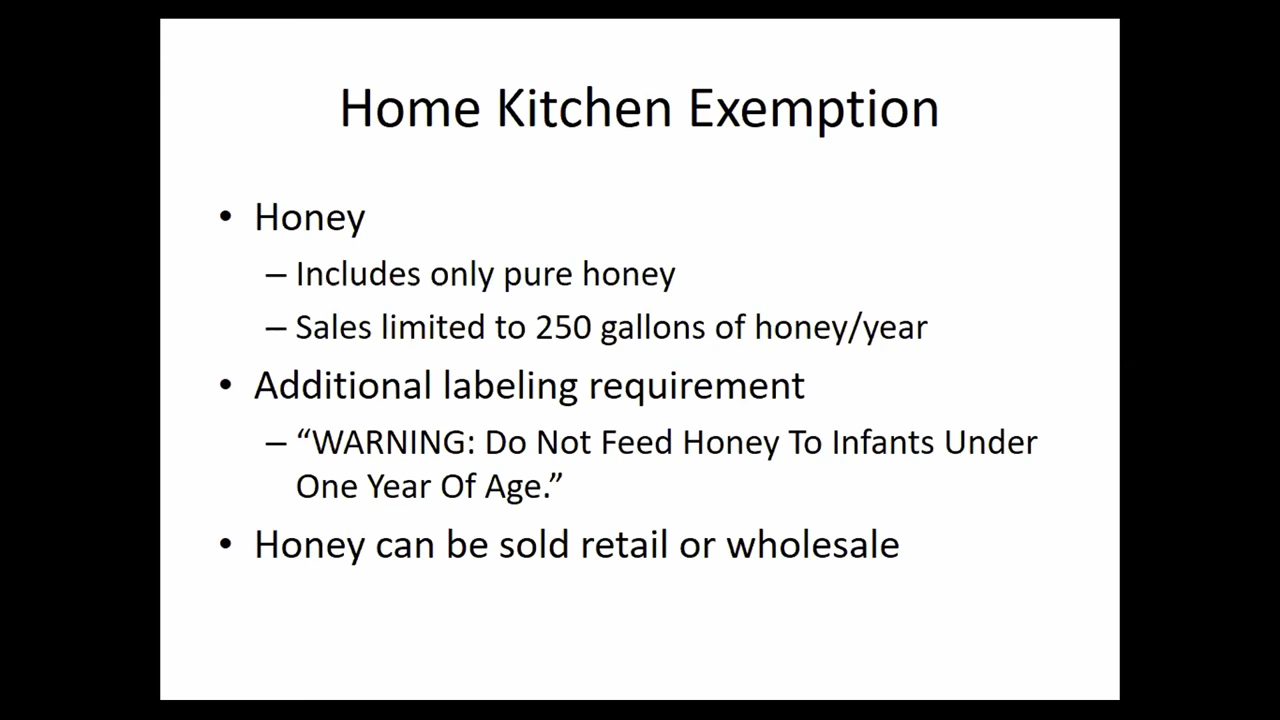 Home Kitchen Exemption
• Honey
– Includes only pure honey
– Sales limited to 250 gallons of honey/year
• Additional labeling requirement
– “WARNING: Do Not Feed Honey To Infants Under
One Year Of Age.”
• Honey can be sold retail or wholesale